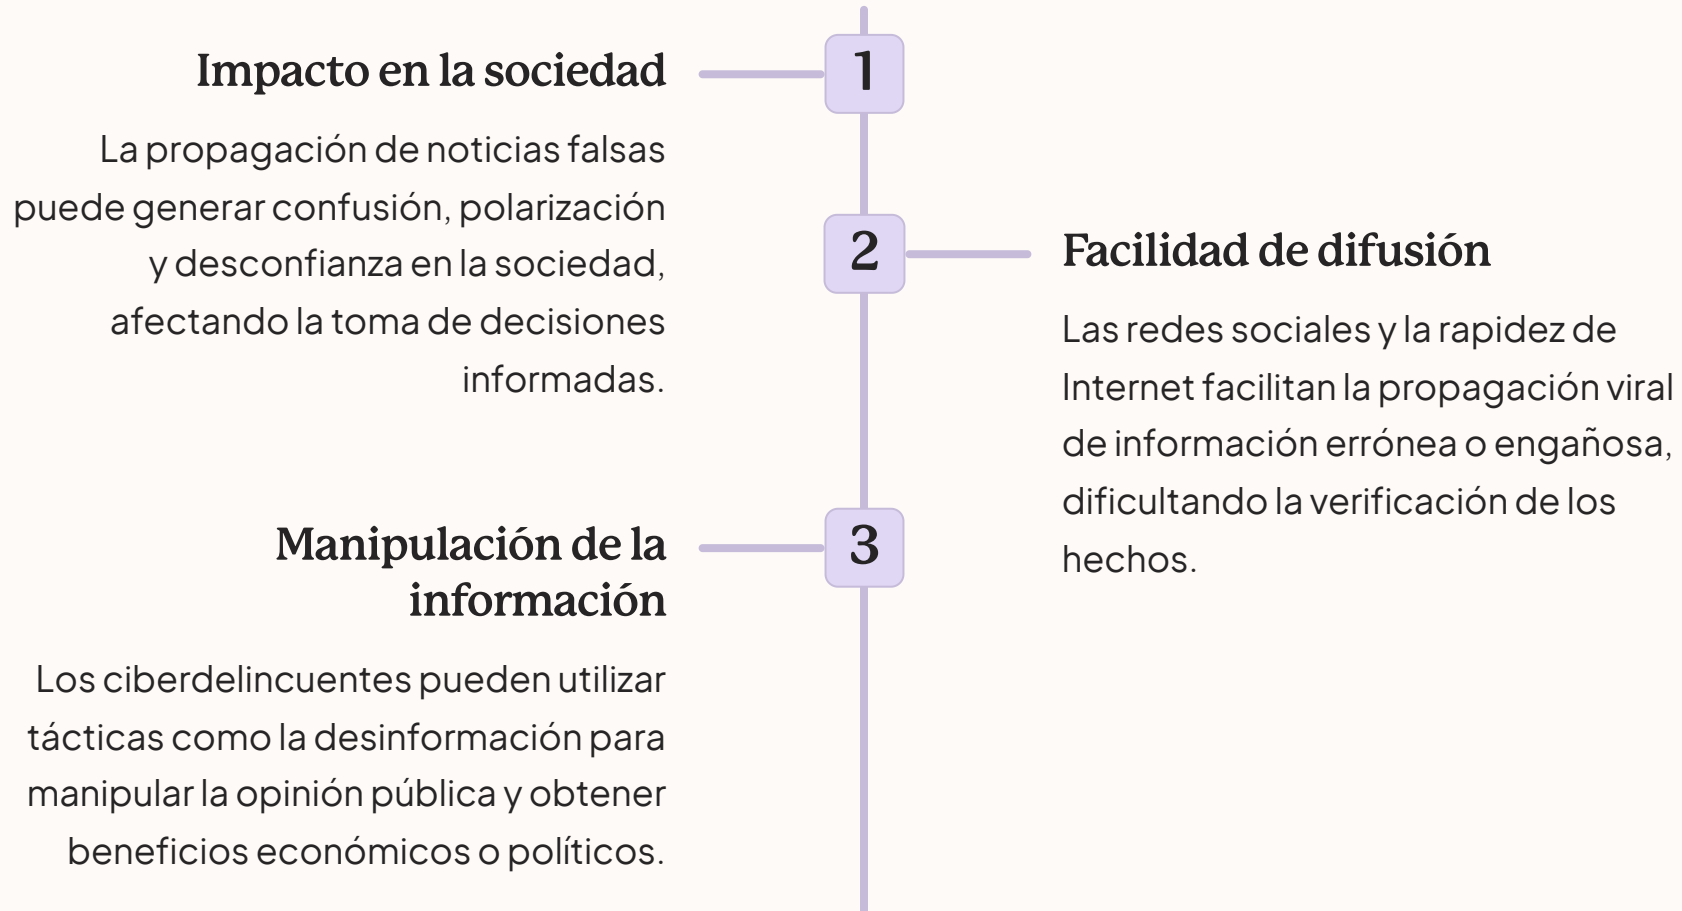 1
Impacto en la sociedad
La propagación de noticias falsas
puede generar confusión, polarización
y desconfianza en la sociedad,
afectando la toma de decisiones
informadas.
2
Facilidad de difusión
Las redes sociales y la rapidez de
Internet facilitan la propagación viral
de información errónea o engañosa,
dificultando la verificación de los
hechos.
3
Manipulación de la
información
Los ciberdelincuentes pueden utilizar
tácticas como la desinformación para
manipular la opinión pública y obtener
beneficios económicos o políticos.